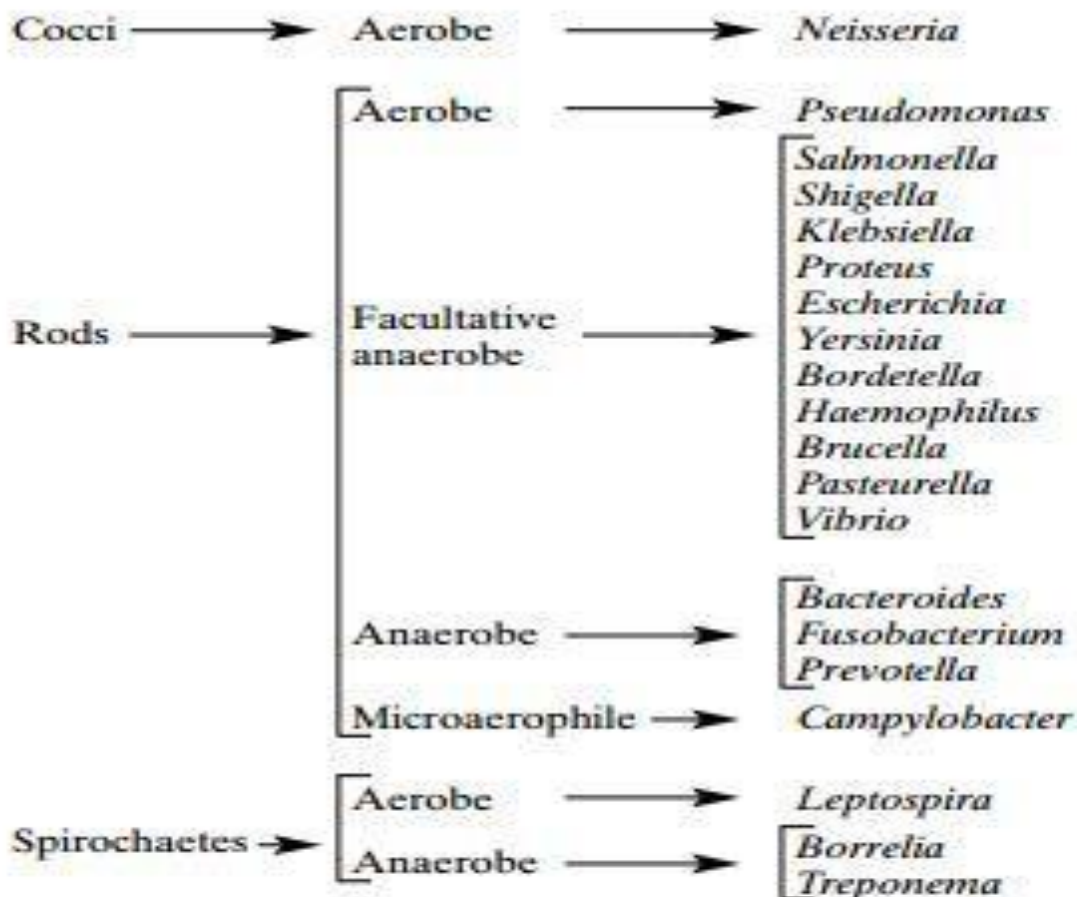 Cocci Aerobe Neisseria
Aerobe Pseudomonas
Salmonella
Shigella
Klebsiella
Proteus
Escherichia
Rods Facultative anaerobe Yersinia
Bordetella
Haemophilus
Brucella
Pasteurella
Vibrio
Bacteroides
Anaerobe Fusobacterium
Prevotella
Microaerophile Campylobacter
Aerobe Leptospira
Spirochaetes Anaerobe Borrelia
Treponema